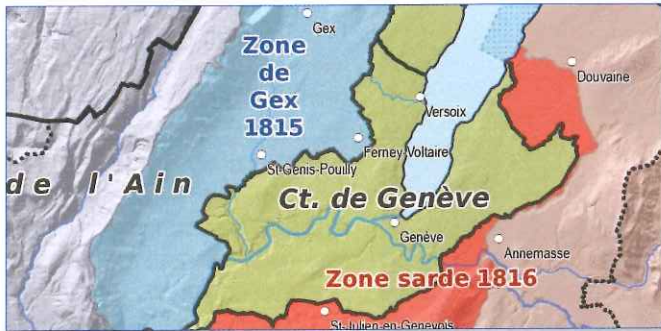 Gex
Zone
de
Gex
1815
Douvaine
Versoix
Ferney-Voltaire
St-Genis-Pouilly
de l'Ain
Ct. de Genève
Genève
Annemasse
Zone sarde 1816
St-Julien-en-Genevois